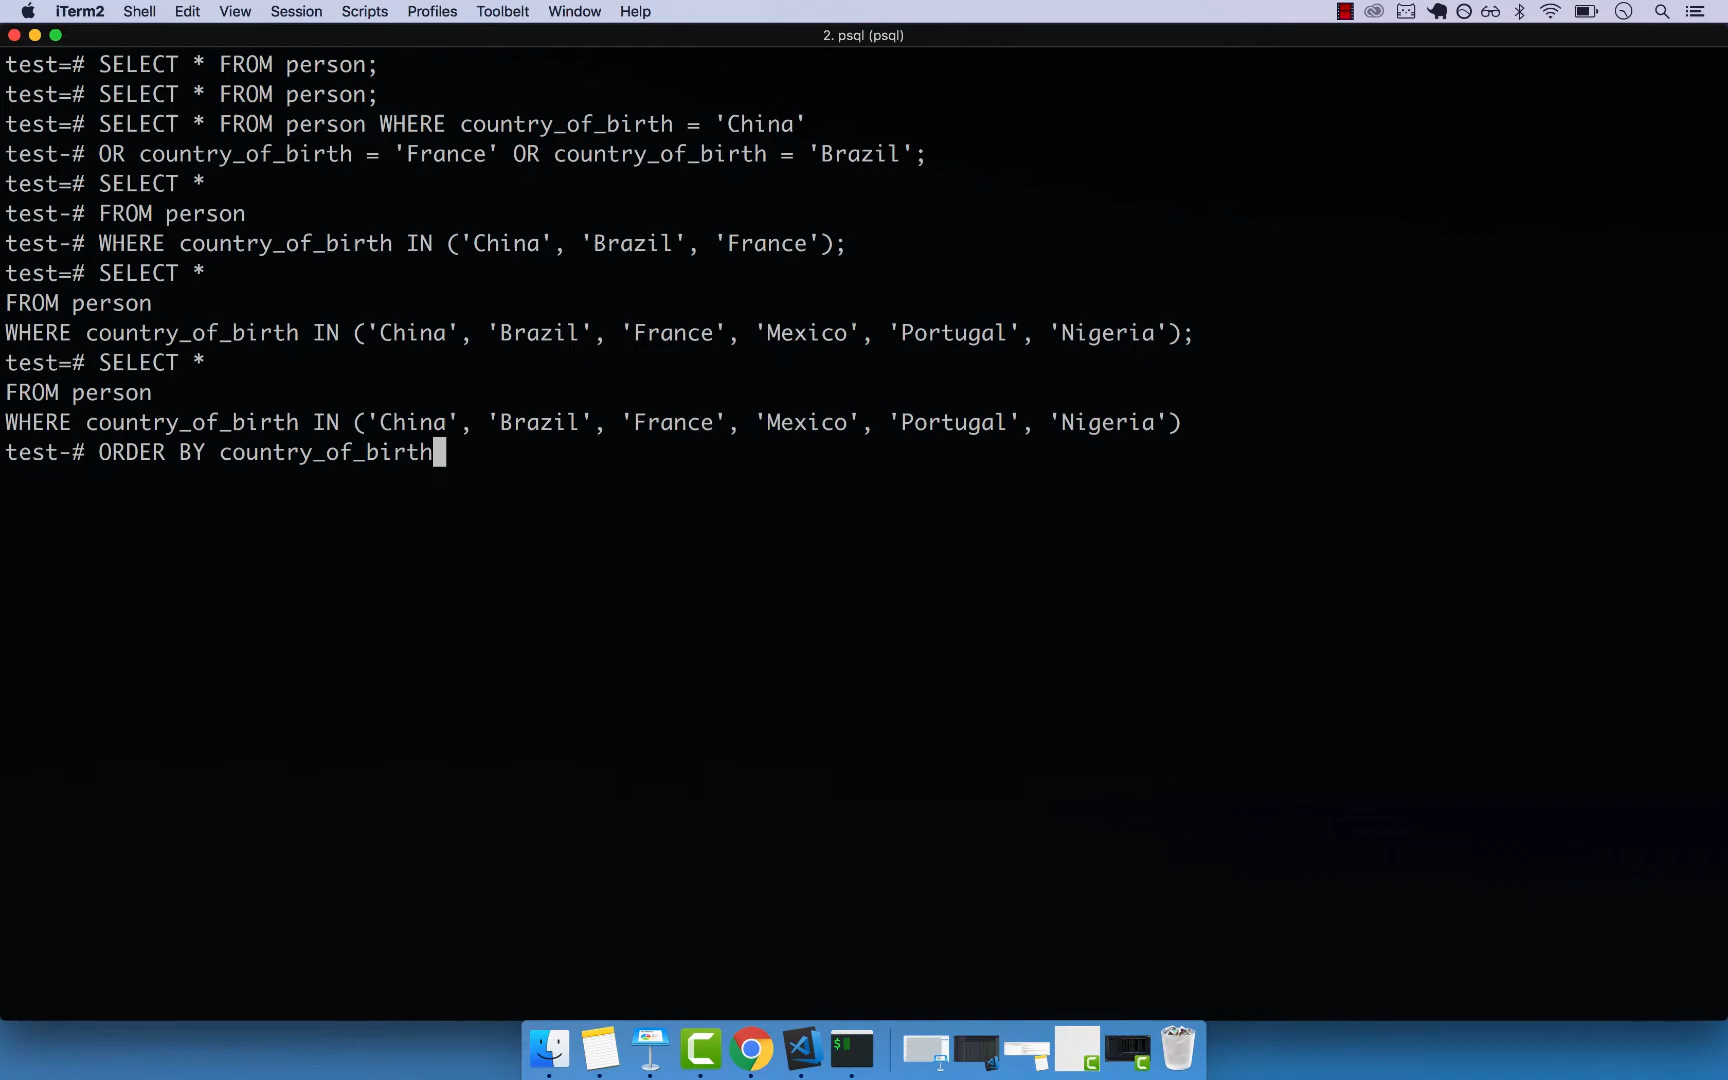 iTerm2 Shell Edit View Session Scripts Profiles Toolbelt Window Help
2. psql (psql)
test=# SELECT * FROM person;
test=# SELECT * FROM person;
test=# SELECT * FROM person WHERE country_of_birth = 'China'
test-# OR country_of_birth = 'France' OR country_of_birth = 'Brazil';
test=# SELECT *
test-# FROM person
test-# WHERE country_of_birth IN ('China', 'Brazil', 'France');
test=# SELECT *
FROM person
WHERE country_of_birth IN ('China', 'Brazil', 'France', 'Mexico', 'Portugal', 'Nigeria');
test=# SELECT *
FROM person
WHERE country_of_birth IN ('China', 'Brazil', 'France', 'Mexico', 'Portugal', 'Nigeria')
test-# ORDER BY country_of_birth
$